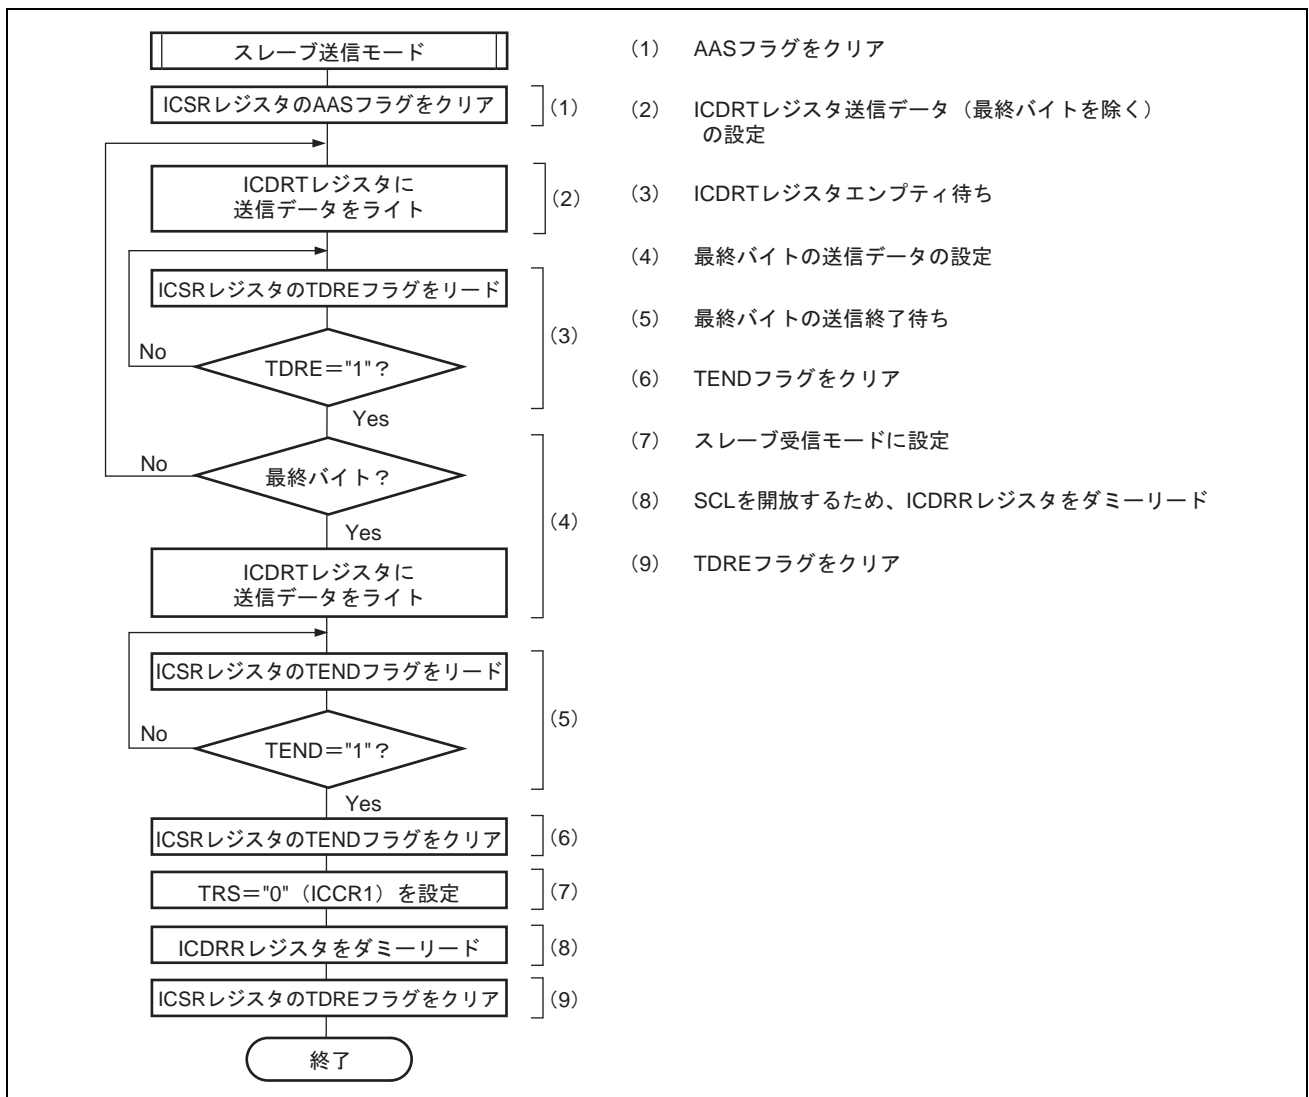 スレーブ送信モード
ICSRレジスタのAASフラグをクリア
(1)
ICDRTレジスタに
送信データをライト
(2)
ICSRレジスタのTDREフラグをリード
TDRE＝"1"？
No
Yes
(3)
最終バイト？
No
Yes
ICDRTレジスタに
送信データをライト
(4)
ICSRレジスタのTENDフラグをリード
TEND＝"1"？
No
Yes
(5)
ICSRレジスタのTENDフラグをクリア
(6)
TRS＝"0"（ICCR1）を設定
(7)
ICDRRレジスタをダミーリード
(8)
ICSRレジスタのTDREフラグをクリア
(9)
終了
(1) AASフラグをクリア
(2) ICDRTレジスタ送信データ（最終バイトを除く）
の設定
(3) ICDRTレジスタエンプティ待ち
(4) 最終バイトの送信データの設定
(5) 最終バイトの送信終了待ち
(6) TENDフラグをクリア
(7) スレーブ受信モードに設定
(8) SCLを開放するため、ICDRRレジスタをダミーリード
(9) TDREフラグをクリア